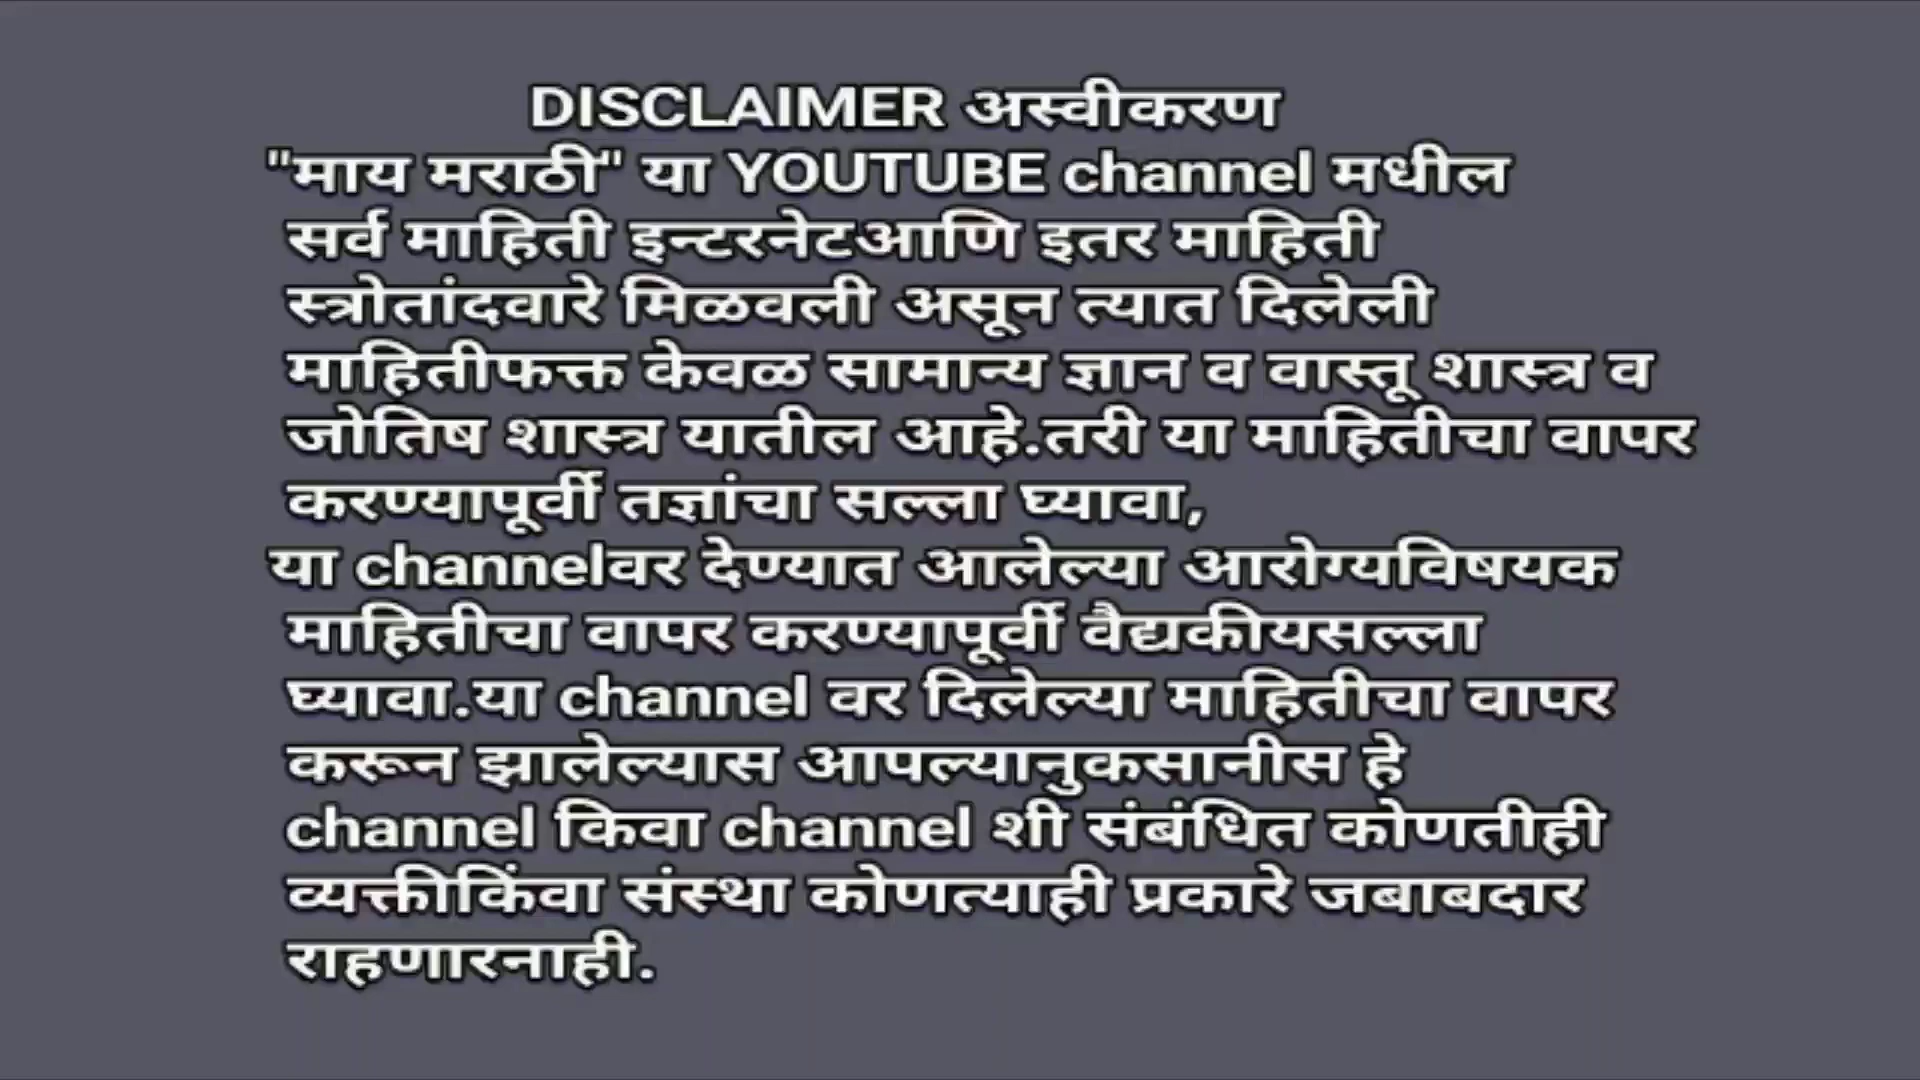 DISCLAIMER अस्वीकरण
"माय मराठी" या YOUTUBE channel मधील
सर्व माहिती इन्टरनेटआणि इतर माहिती
स्त्रोतांदवारे मिळवली असून त्यात दिलेली
माहितीफक्त केवळ सामान्य ज्ञान व वास्तू शास्त्र व
जोतिष शास्त्र यातील आहे.तरी या माहितीचा वापर
करण्यापूर्वी तज्ञांचा सल्ला घ्यावा,
या channelवर देण्यात आलेल्या आरोग्यविषयक
माहितीचा वापर करण्यापूर्वी वैद्यकीयसल्ला
घ्यावा.या channel वर दिलेल्या माहितीचा वापर
करून झालेल्यास आपल्यानुकसानीस हे
channel किवा channel शी संबंधित कोणतीही
व्यक्तीकिंवा संस्था कोणत्याही प्रकारे जबाबदार
राहणारनाही.